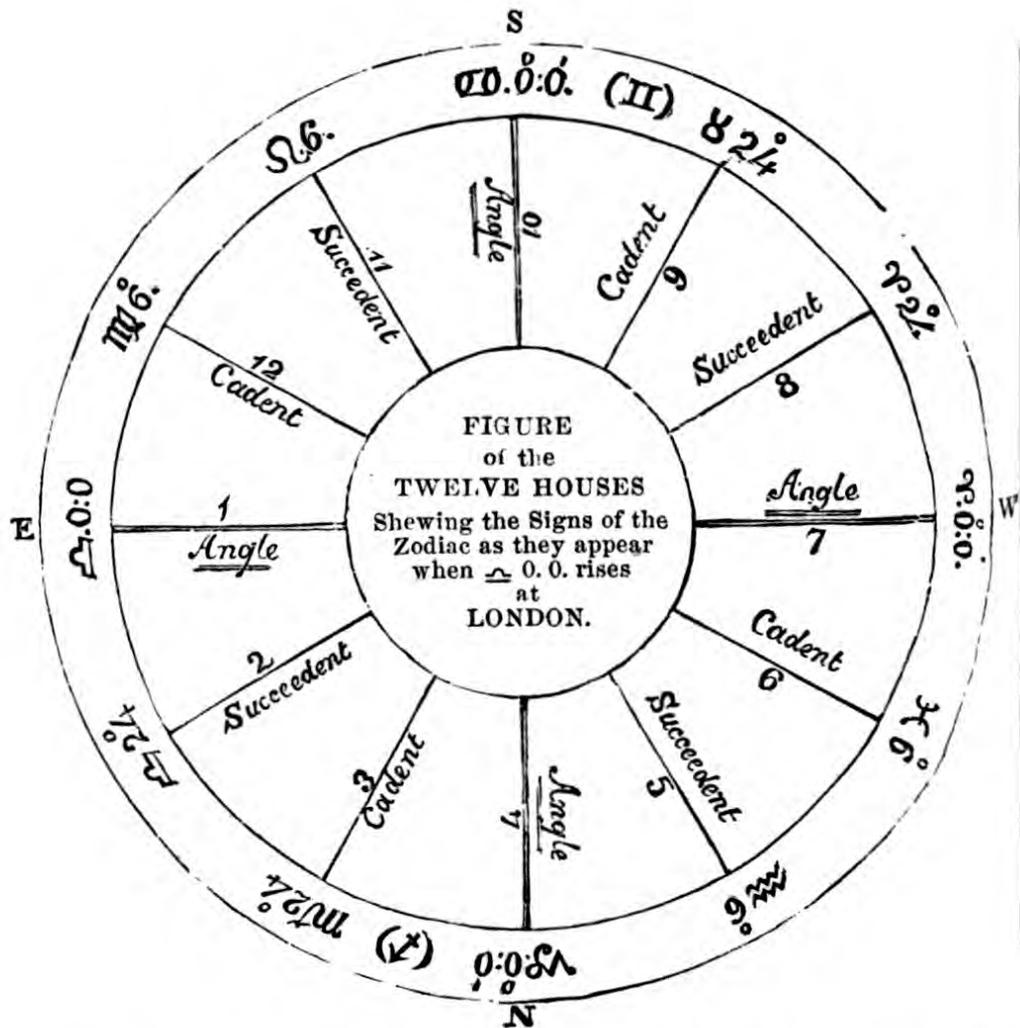 S
♋.0°:0'. (♊) ♉ 24°
♌6.
♍6°.
♎.0:0
♎24°
♏24°
(♐)
♑0°:0'
♒6°
♓6°
♈:0°:0'.
♈24°
E
W
N
10
Angle
11
Succedent
12
Cadent
1
Angle
2
Succeedent
3
Cadent
4
Angle
5
Succeedent
6
Cadent
7
Angle
8
Succeedent
9
Cadent
FIGURE
of the
TWELVE HOUSES
Shewing the Signs of the
Zodiac as they appear
when ♎ 0. 0. rises
at
LONDON.